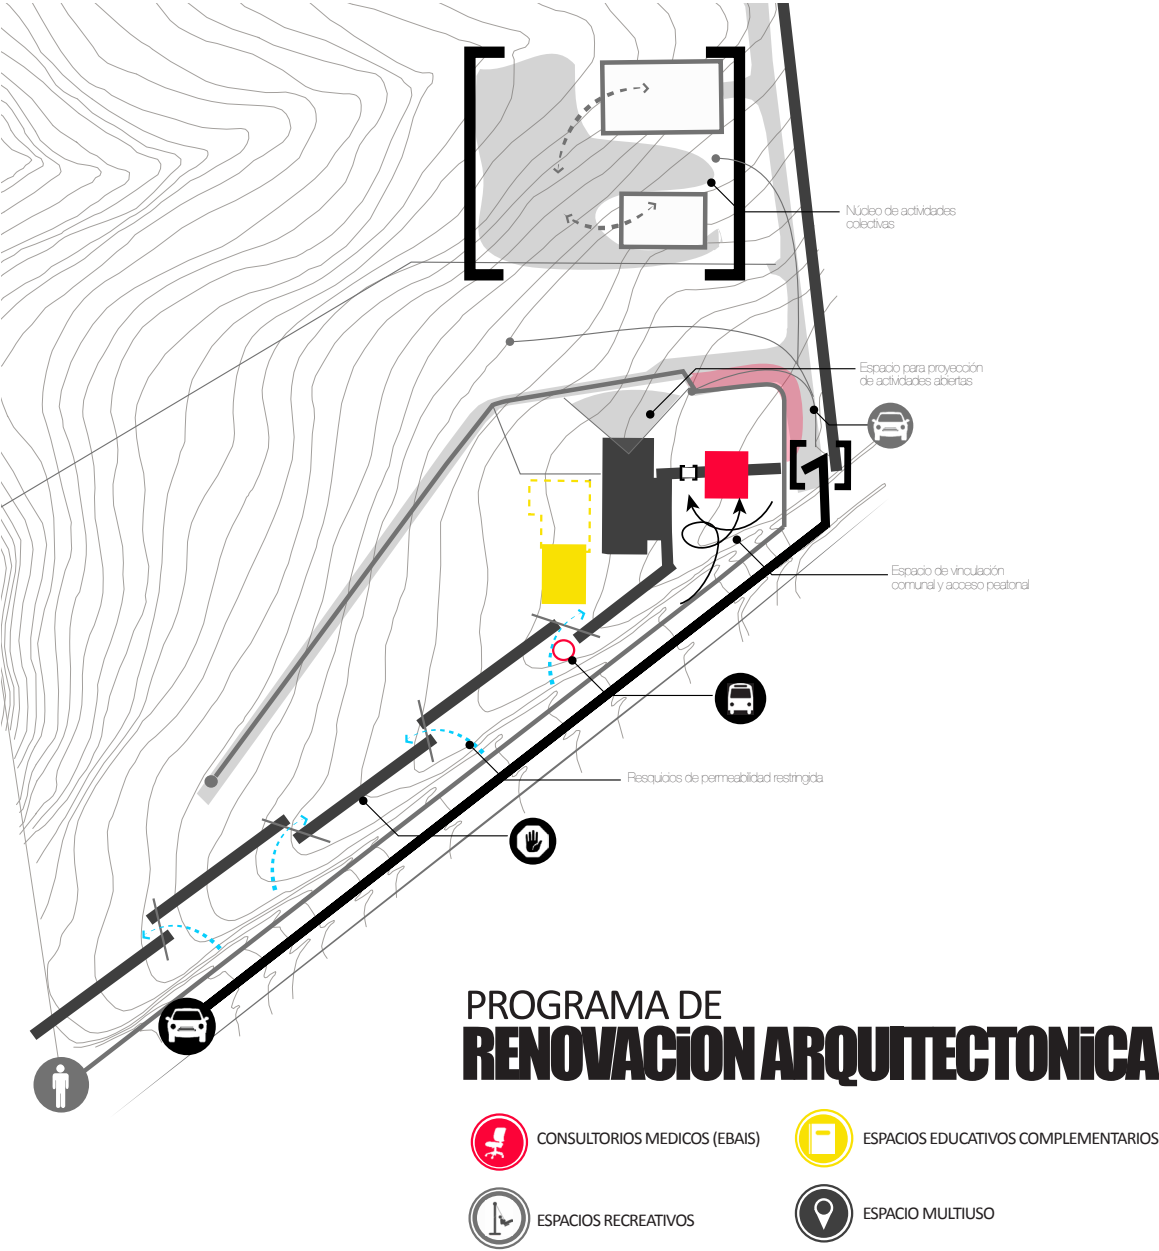 Núcleo de actividades
colectivas
Espacio para proyección
de actividades abiertas
Espacio de vinculación
comunal y acceso peatonal
Resquicios de permeabilidad restringida
PROGRAMA DE
RENOVACiON ARQUITECTONiCA
CONSULTORIOS MEDICOS (EBAIS)
ESPACIOS EDUCATIVOS COMPLEMENTARIOS
ESPACIOS RECREATIVOS
ESPACIO MULTIUSO